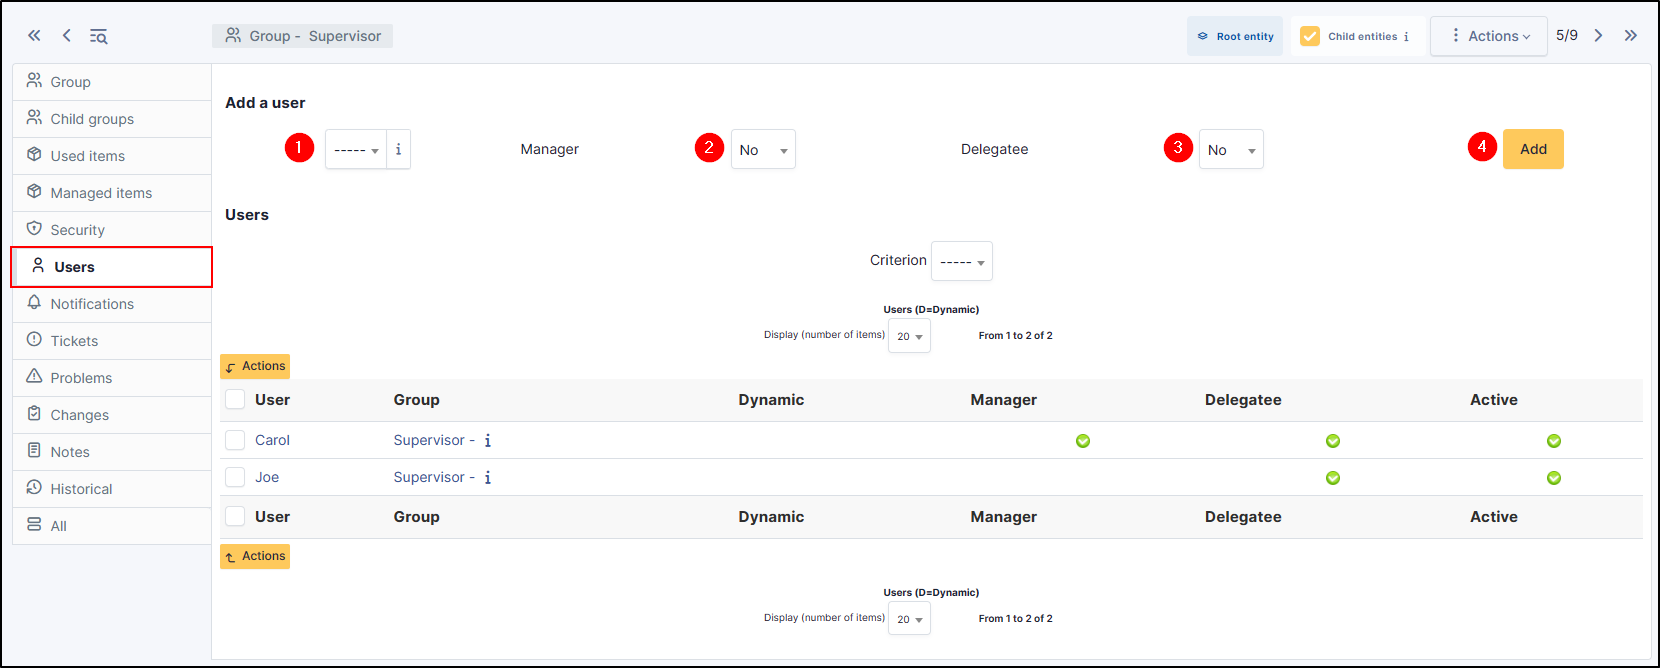 Group - Supervisor
Root entity
Child entities i
Actions
5/9
Group
Child groups
Used items
Managed items
Security
Users
Notifications
Tickets
Problems
Changes
Notes
Historical
All
Add a user
1 ----- i Manager 2 No Delegatee 3 No 4 Add
Users
Criterion -----
Users (D=Dynamic)
Display (number of items) 20 From 1 to 2 of 2
Actions
User Group Dynamic Manager Delegatee Active
Carol Supervisor - i
Joe Supervisor - i
User Group Dynamic Manager Delegatee Active
Actions
Users (D=Dynamic)
Display (number of items) 20 From 1 to 2 of 2